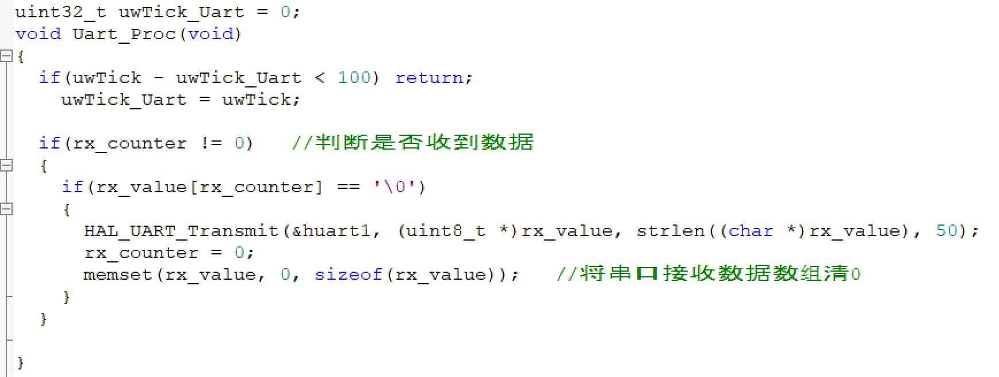 uint32_t uwTick_Uart = 0;
void Uart_Proc(void)
{
if(uwTick - uwTick_Uart < 100) return;
uwTick_Uart = uwTick;
if(rx_counter != 0) //判断是否收到数据
{
if(rx_value[rx_counter] == '\0')
{
HAL_UART_Transmit(&huart1, (uint8_t *)rx_value, strlen((char *)rx_value), 50);
rx_counter = 0;
memset(rx_value, 0, sizeof(rx_value)); //将串口接收数据数组清0
}
}
}